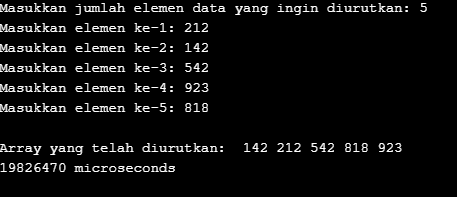 Masukkan jumlah elemen data yang ingin diurutkan: 5
Masukkan elemen ke-1: 212
Masukkan elemen ke-2: 142
Masukkan elemen ke-3: 542
Masukkan elemen ke-4: 923
Masukkan elemen ke-5: 818
Array yang telah diurutkan:  142 212 542 818 923
19826470 microseconds